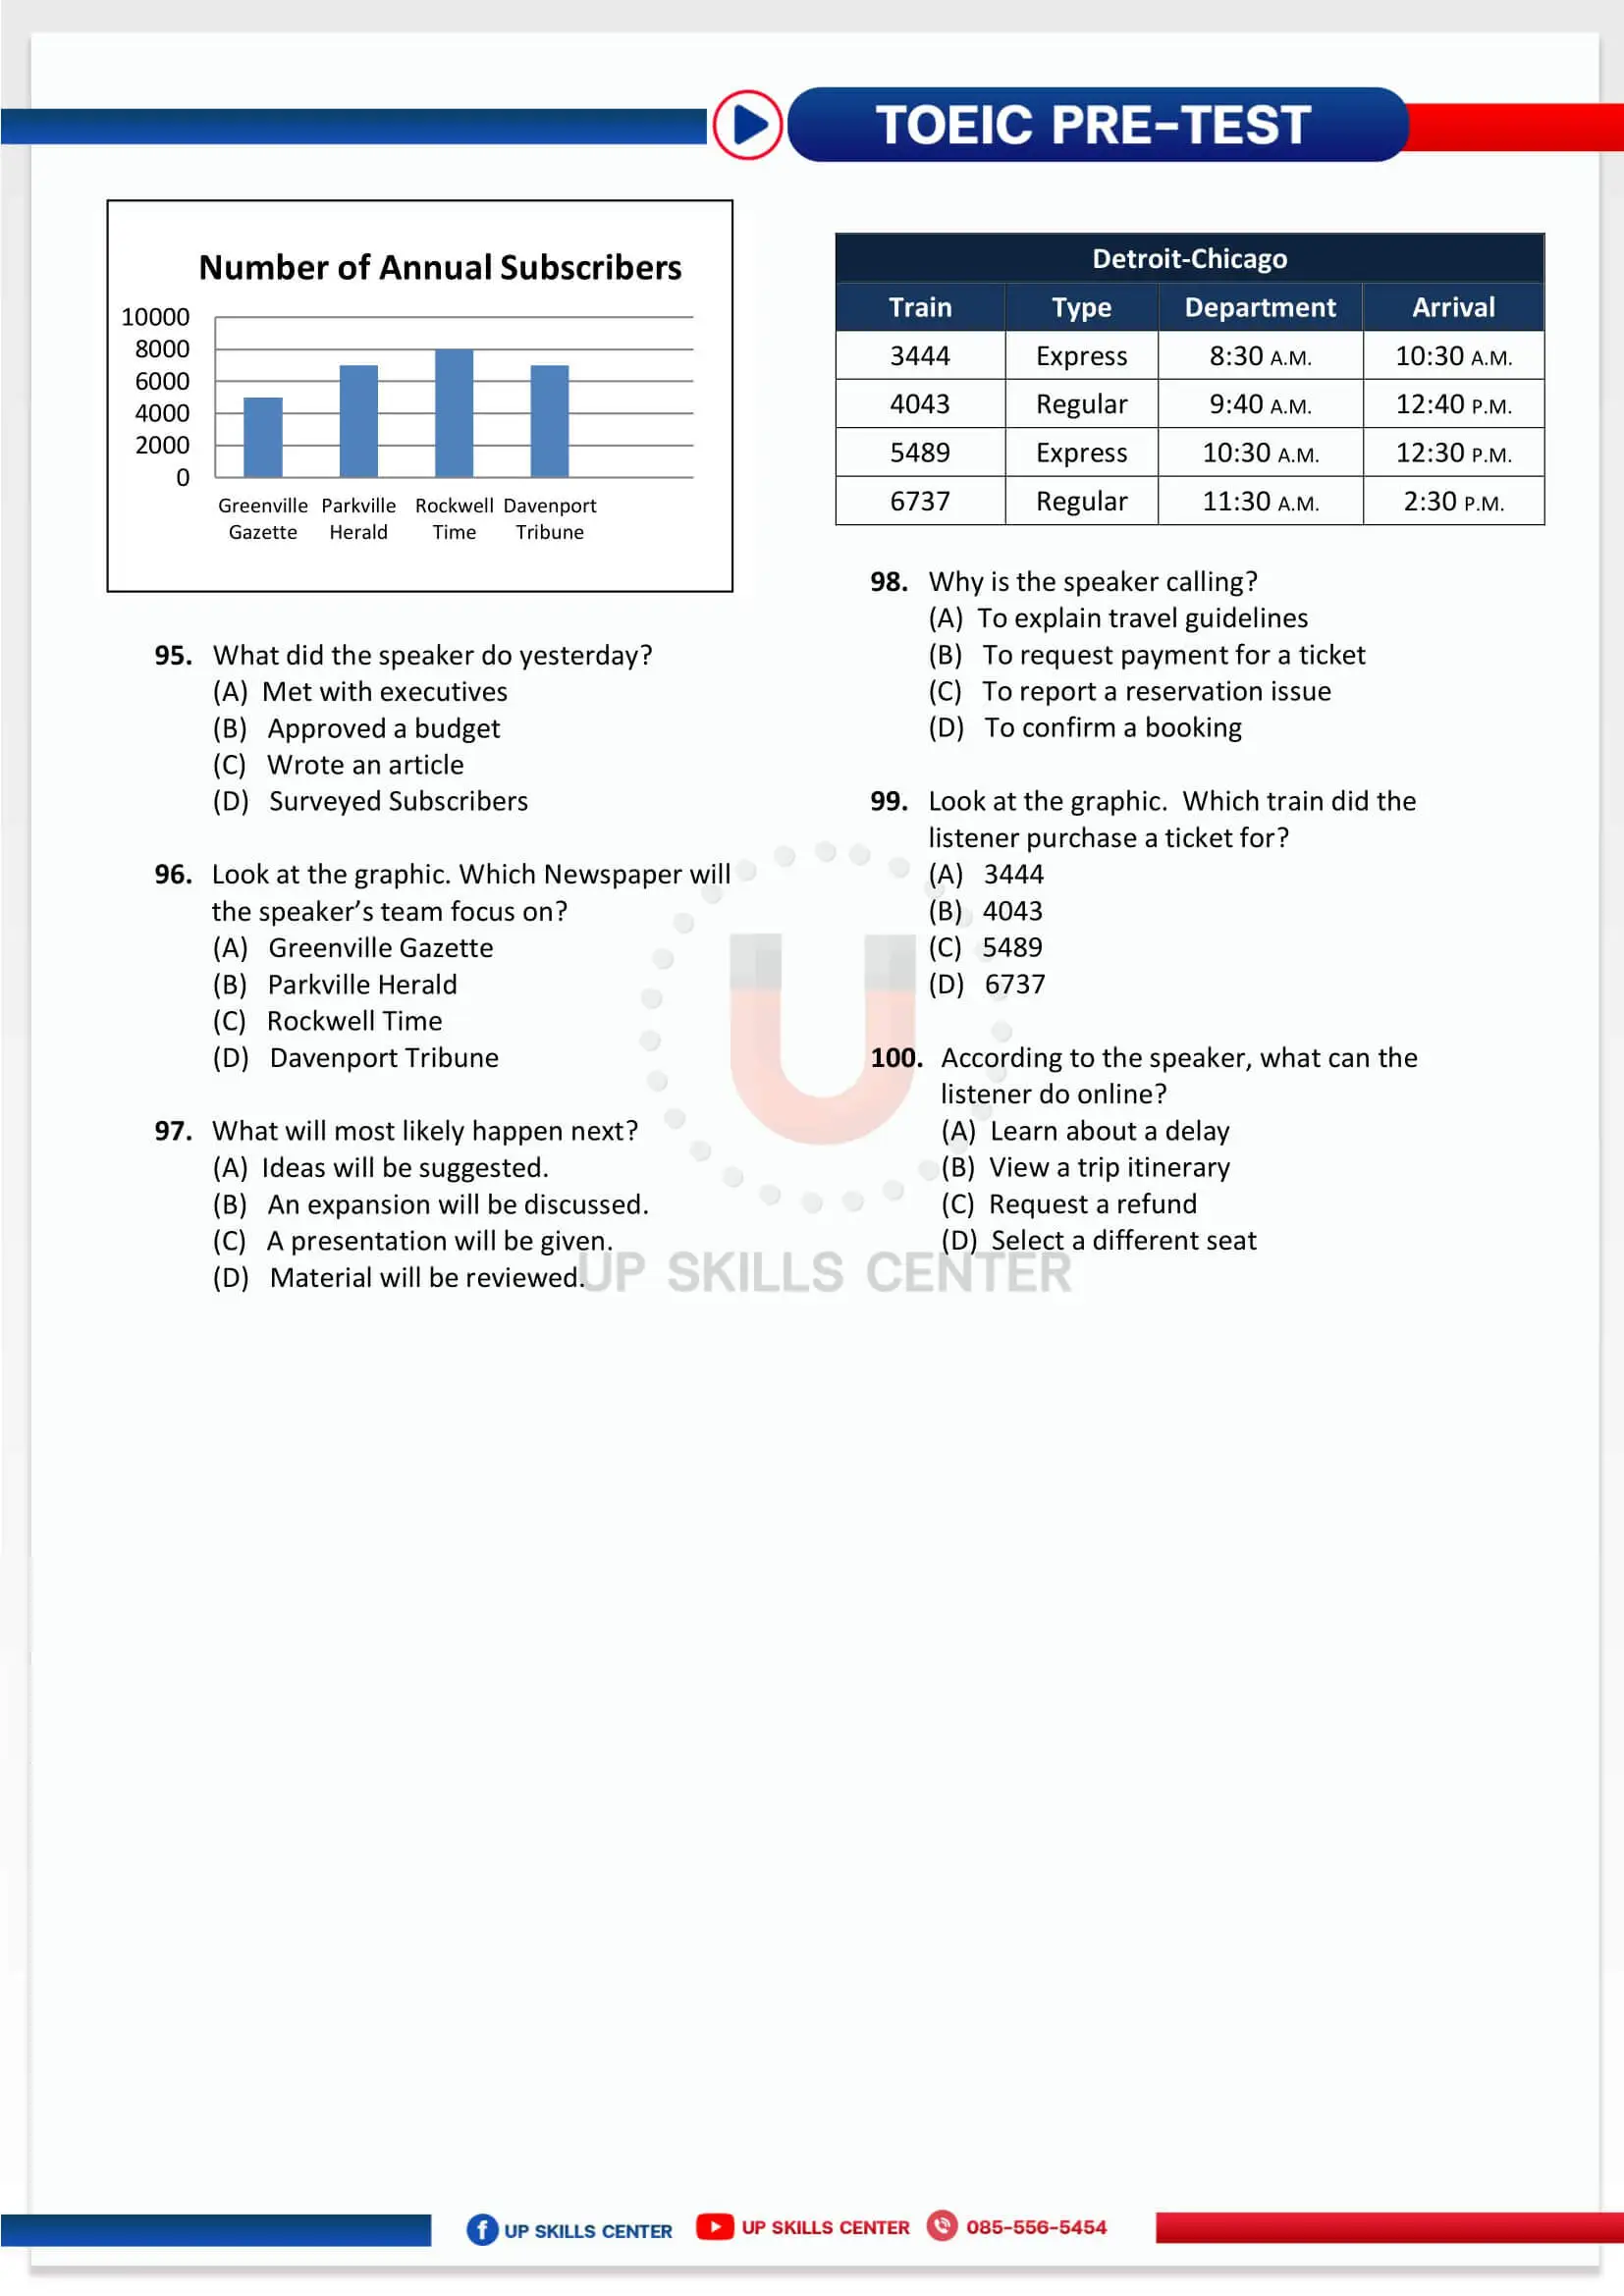 TOEIC PRE-TEST
Number of Annual Subscribers
10000
8000
6000
4000
2000
0
Greenville Gazette
Parkville Herald
Rockwell Time
Davenport Tribune
95. What did the speaker do yesterday?
(A) Met with executives
(B) Approved a budget
(C) Wrote an article
(D) Surveyed Subscribers
96. Look at the graphic. Which Newspaper will
the speaker’s team focus on?
(A) Greenville Gazette
(B) Parkville Herald
(C) Rockwell Time
(D) Davenport Tribune
97. What will most likely happen next?
(A) Ideas will be suggested.
(B) An expansion will be discussed.
(C) A presentation will be given.
(D) Material will be reviewed.
Detroit-Chicago
Train Type Department Arrival
3444 Express 8:30 A.M. 10:30 A.M.
4043 Regular 9:40 A.M. 12:40 P.M.
5489 Express 10:30 A.M. 12:30 P.M.
6737 Regular 11:30 A.M. 2:30 P.M.
98. Why is the speaker calling?
(A) To explain travel guidelines
(B) To request payment for a ticket
(C) To report a reservation issue
(D) To confirm a booking
99. Look at the graphic. Which train did the
listener purchase a ticket for?
(A) 3444
(B) 4043
(C) 5489
(D) 6737
100. According to the speaker, what can the
listener do online?
(A) Learn about a delay
(B) View a trip itinerary
(C) Request a refund
(D) Select a different seat
UP SKILLS CENTER
UP SKILLS CENTER UP SKILLS CENTER 085-556-5454